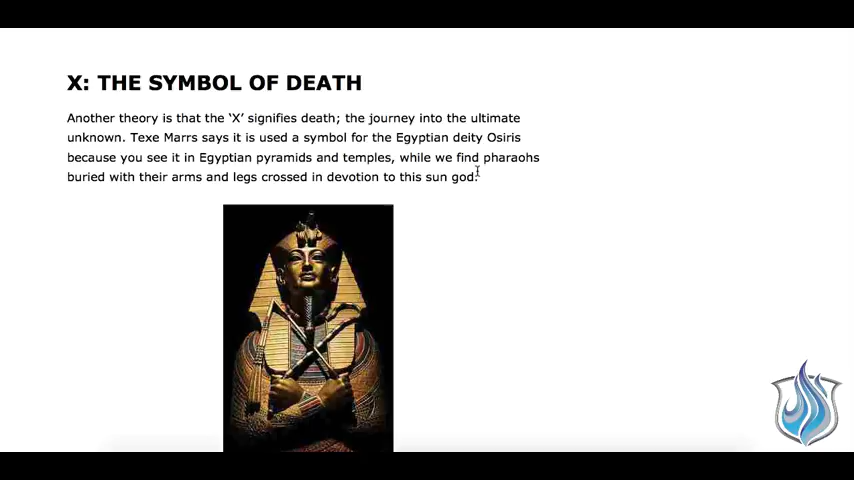 X: THE SYMBOL OF DEATH
Another theory is that the ‘X’ signifies death; the journey into the ultimate
unknown. Texe Marrs says it is used a symbol for the Egyptian deity Osiris
because you see it in Egyptian pyramids and temples, while we find pharaohs
buried with their arms and legs crossed in devotion to this sun god.